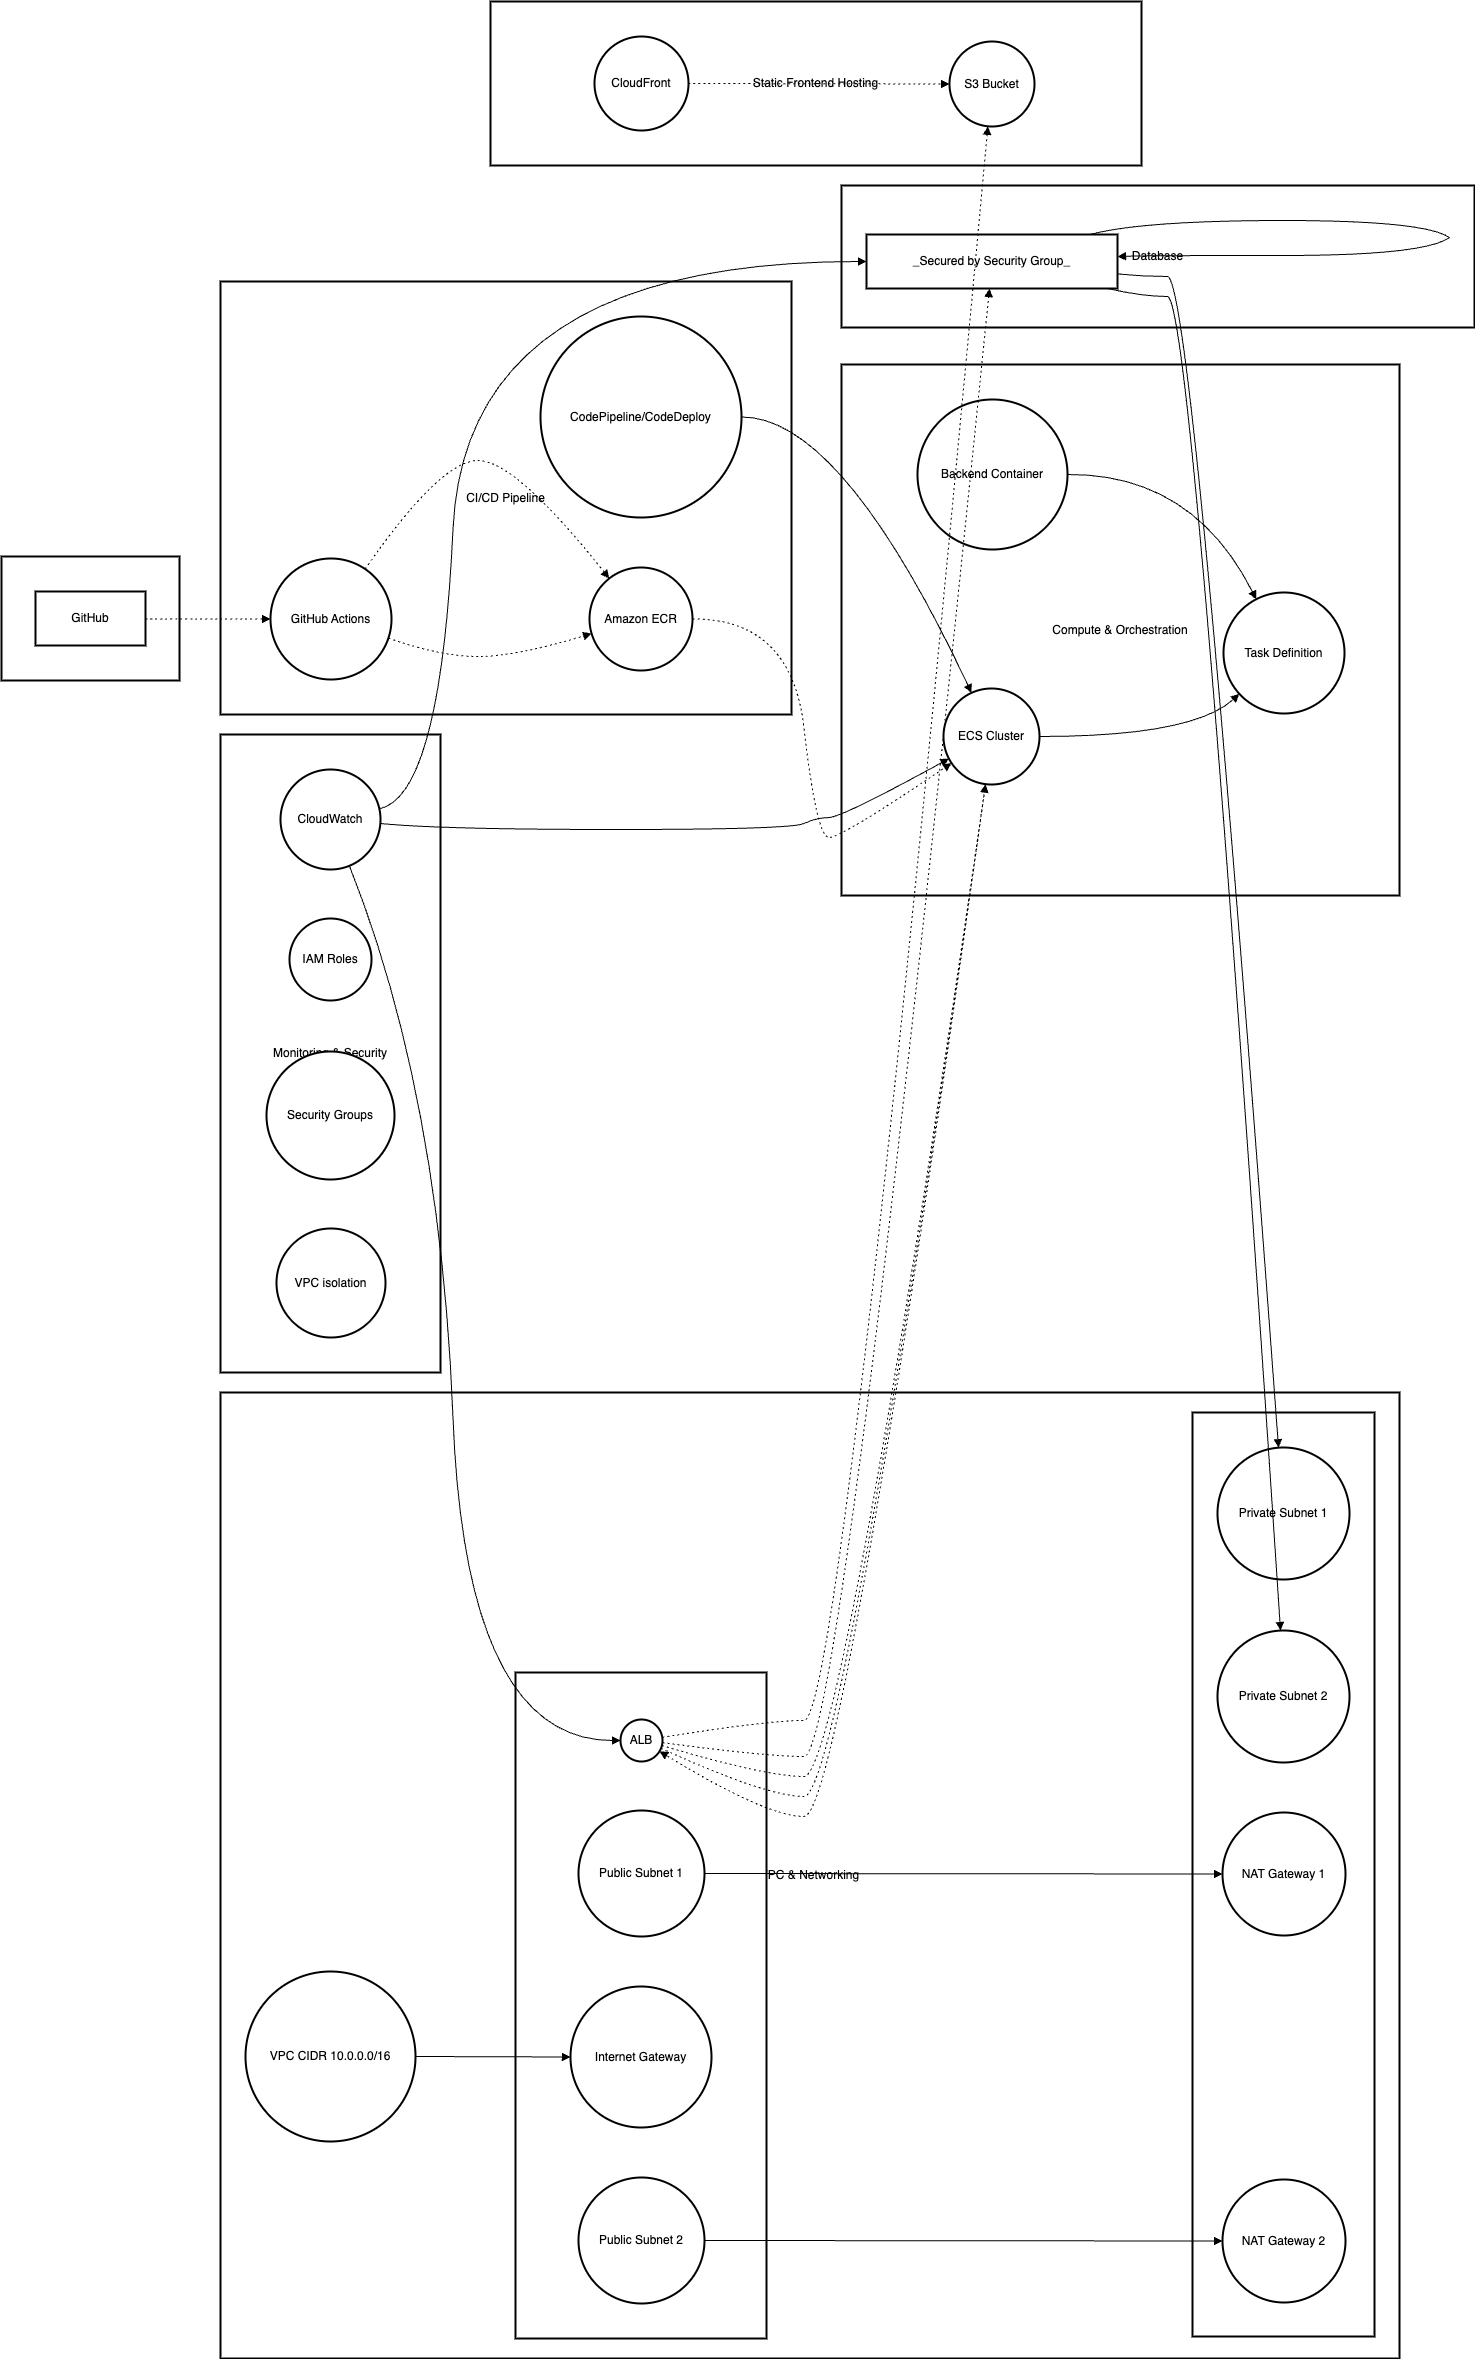 CloudFront
Static Frontend Hosting
S3 Bucket
_Secured by Security Group_
Database
CodePipeline/CodeDeploy
CI/CD Pipeline
Backend Container
GitHub
GitHub Actions
Amazon ECR
Compute & Orchestration
Task Definition
ECS Cluster
CloudWatch
IAM Roles
Monitoring & Security
Security Groups
VPC isolation
Private Subnet 1
Private Subnet 2
ALB
Public Subnet 1
PC & Networking
NAT Gateway 1
VPC CIDR 10.0.0.0/16
Internet Gateway
Public Subnet 2
NAT Gateway 2